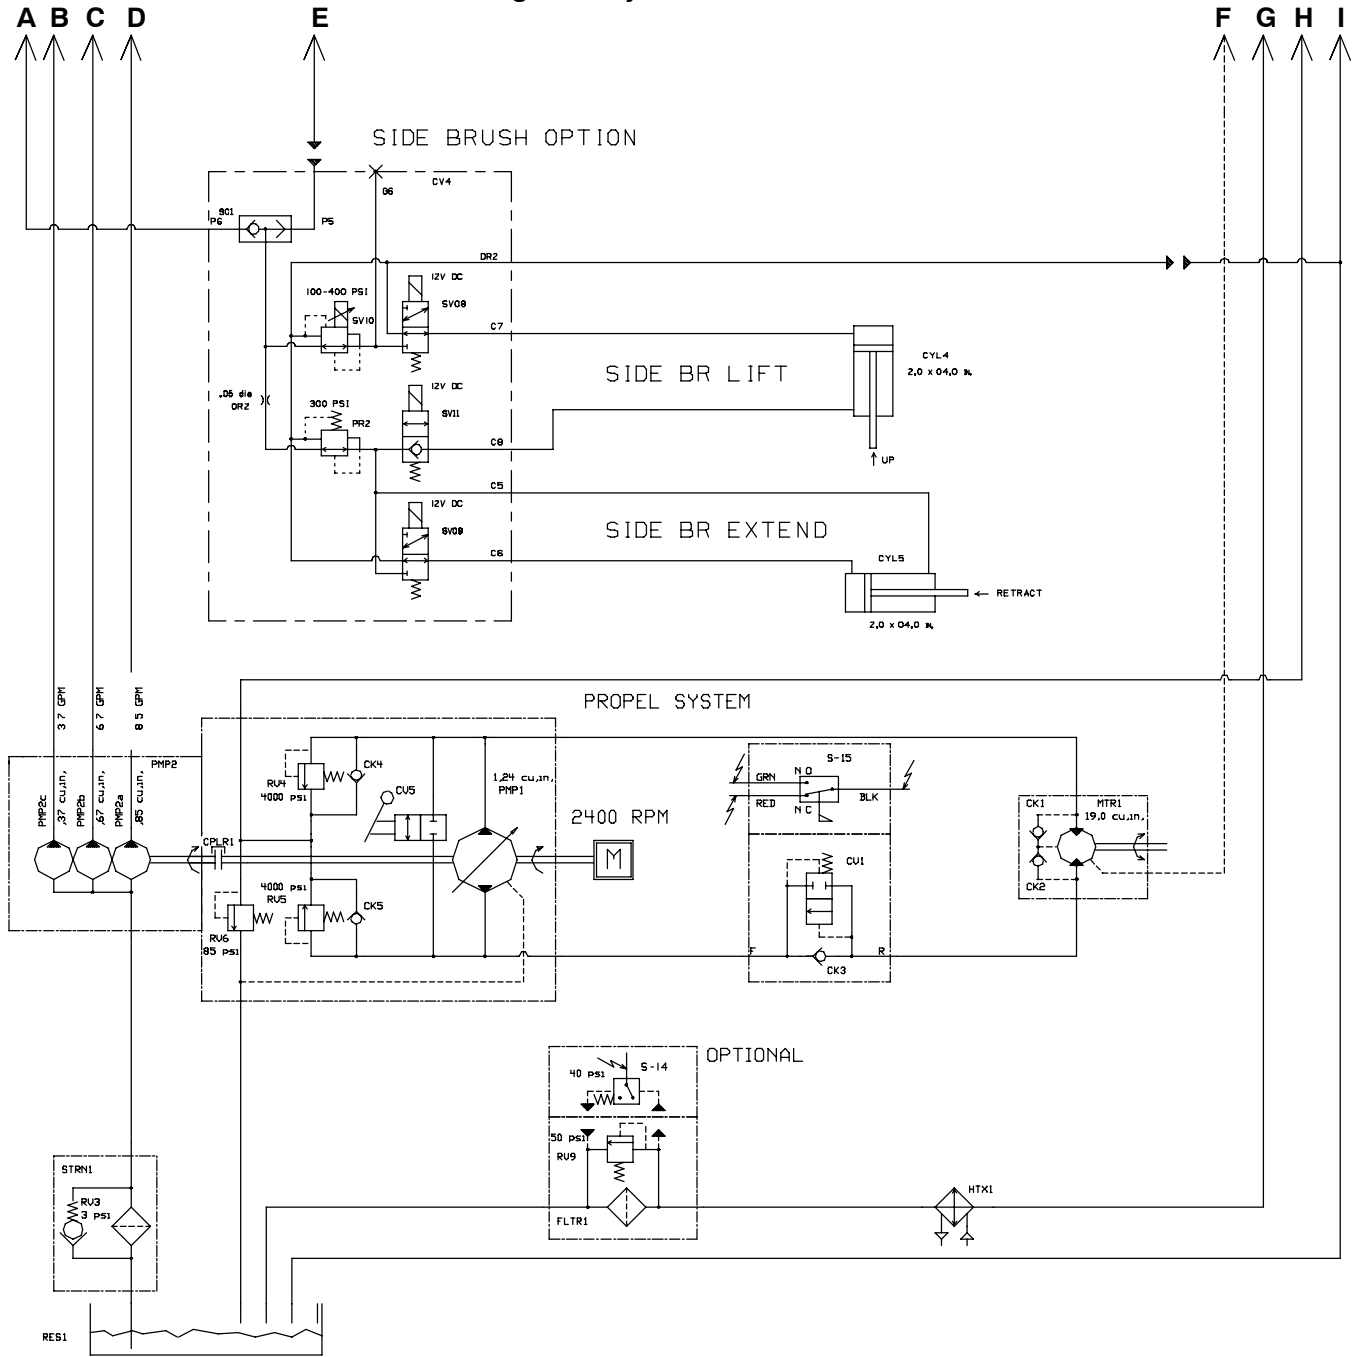 A B C D E F G H I
SIDE BRUSH OPTION
CV4
G6
SC1
P6
P5
DR2
12V DC
100-400 PSI
SV08
SV10
C7
CYL4
SIDE BR LIFT
2,0 x 04,0 IN,
12V DC
.06 dia
OR2
300 PSI
SV11
PR2
C8
UP
C5
12V DC
SV09
SIDE BR EXTEND
C6
CYL5
RETRACT
2,0 x 04,0 IN,
3 7 GPM
6 7 GPM
8 5 GPM
PROPEL SYSTEM
PMP2
PMP2c
,37 cu,in,
PMP2b
,67 cu,in,
PMP2a
,85 cu,in,
CK4
RV4
4000 psi
CV5
1,24 cu,in,
PMP1
2400 RPM
M
CPLR1
S-15
N O
GRN
RED
BLK
N C
CK1
MTR1
19,0 cu,in,
CK2
CV1
4000 psi
RV5
CK5
RV6
85 psi
F
R
CK3
OPTIONAL
S-14
40 psi
50 psi
RV9
FLTR1
HTX1
STRN1
RV3
3 psi
RES1